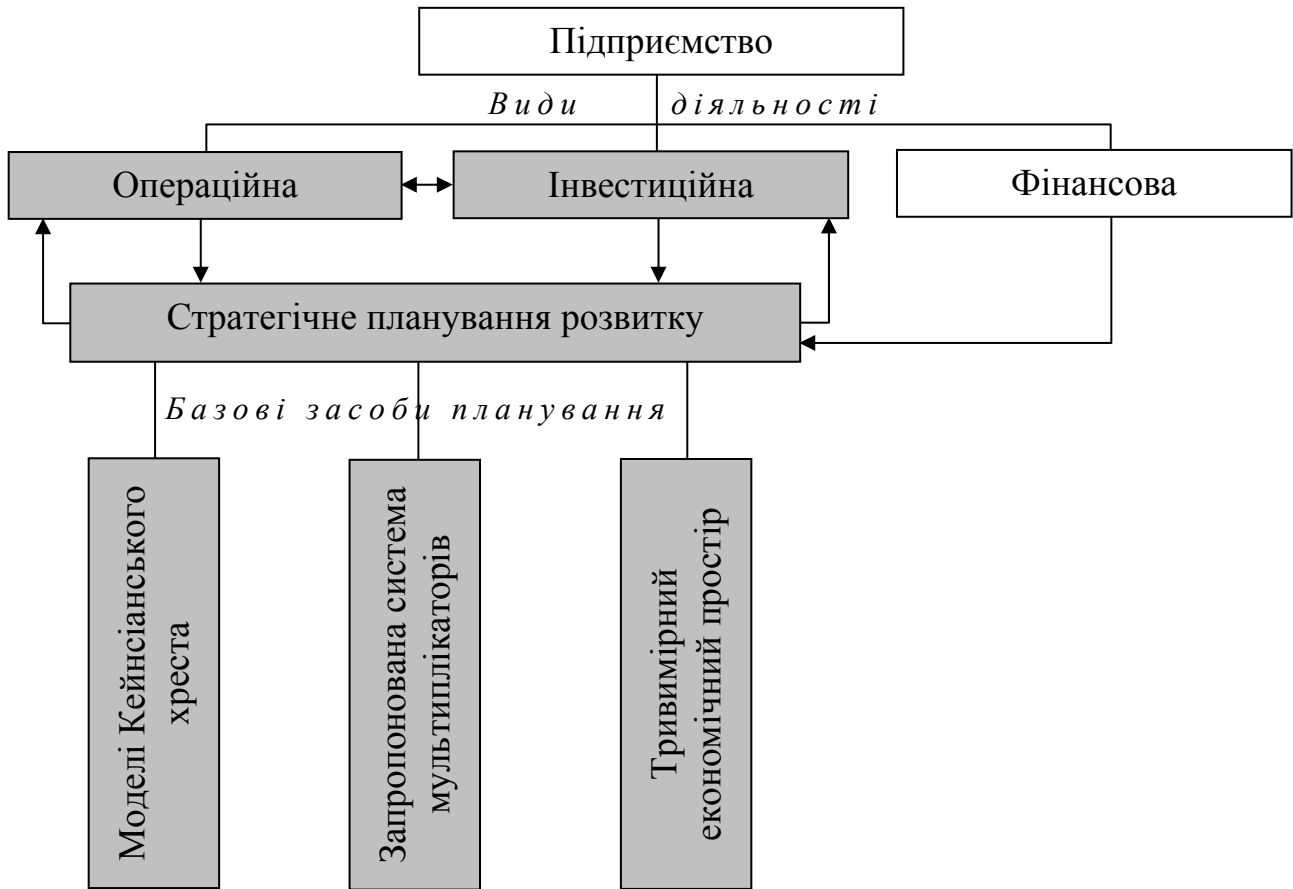 Підприємство
Види діяльності
Операційна
Інвестиційна
Фінансова
Стратегічне планування розвитку
Базові засоби планування
Моделі Кейнсіанського
хреста
Запропонована система
мультиплікаторів
Тривимірний
економічний простір